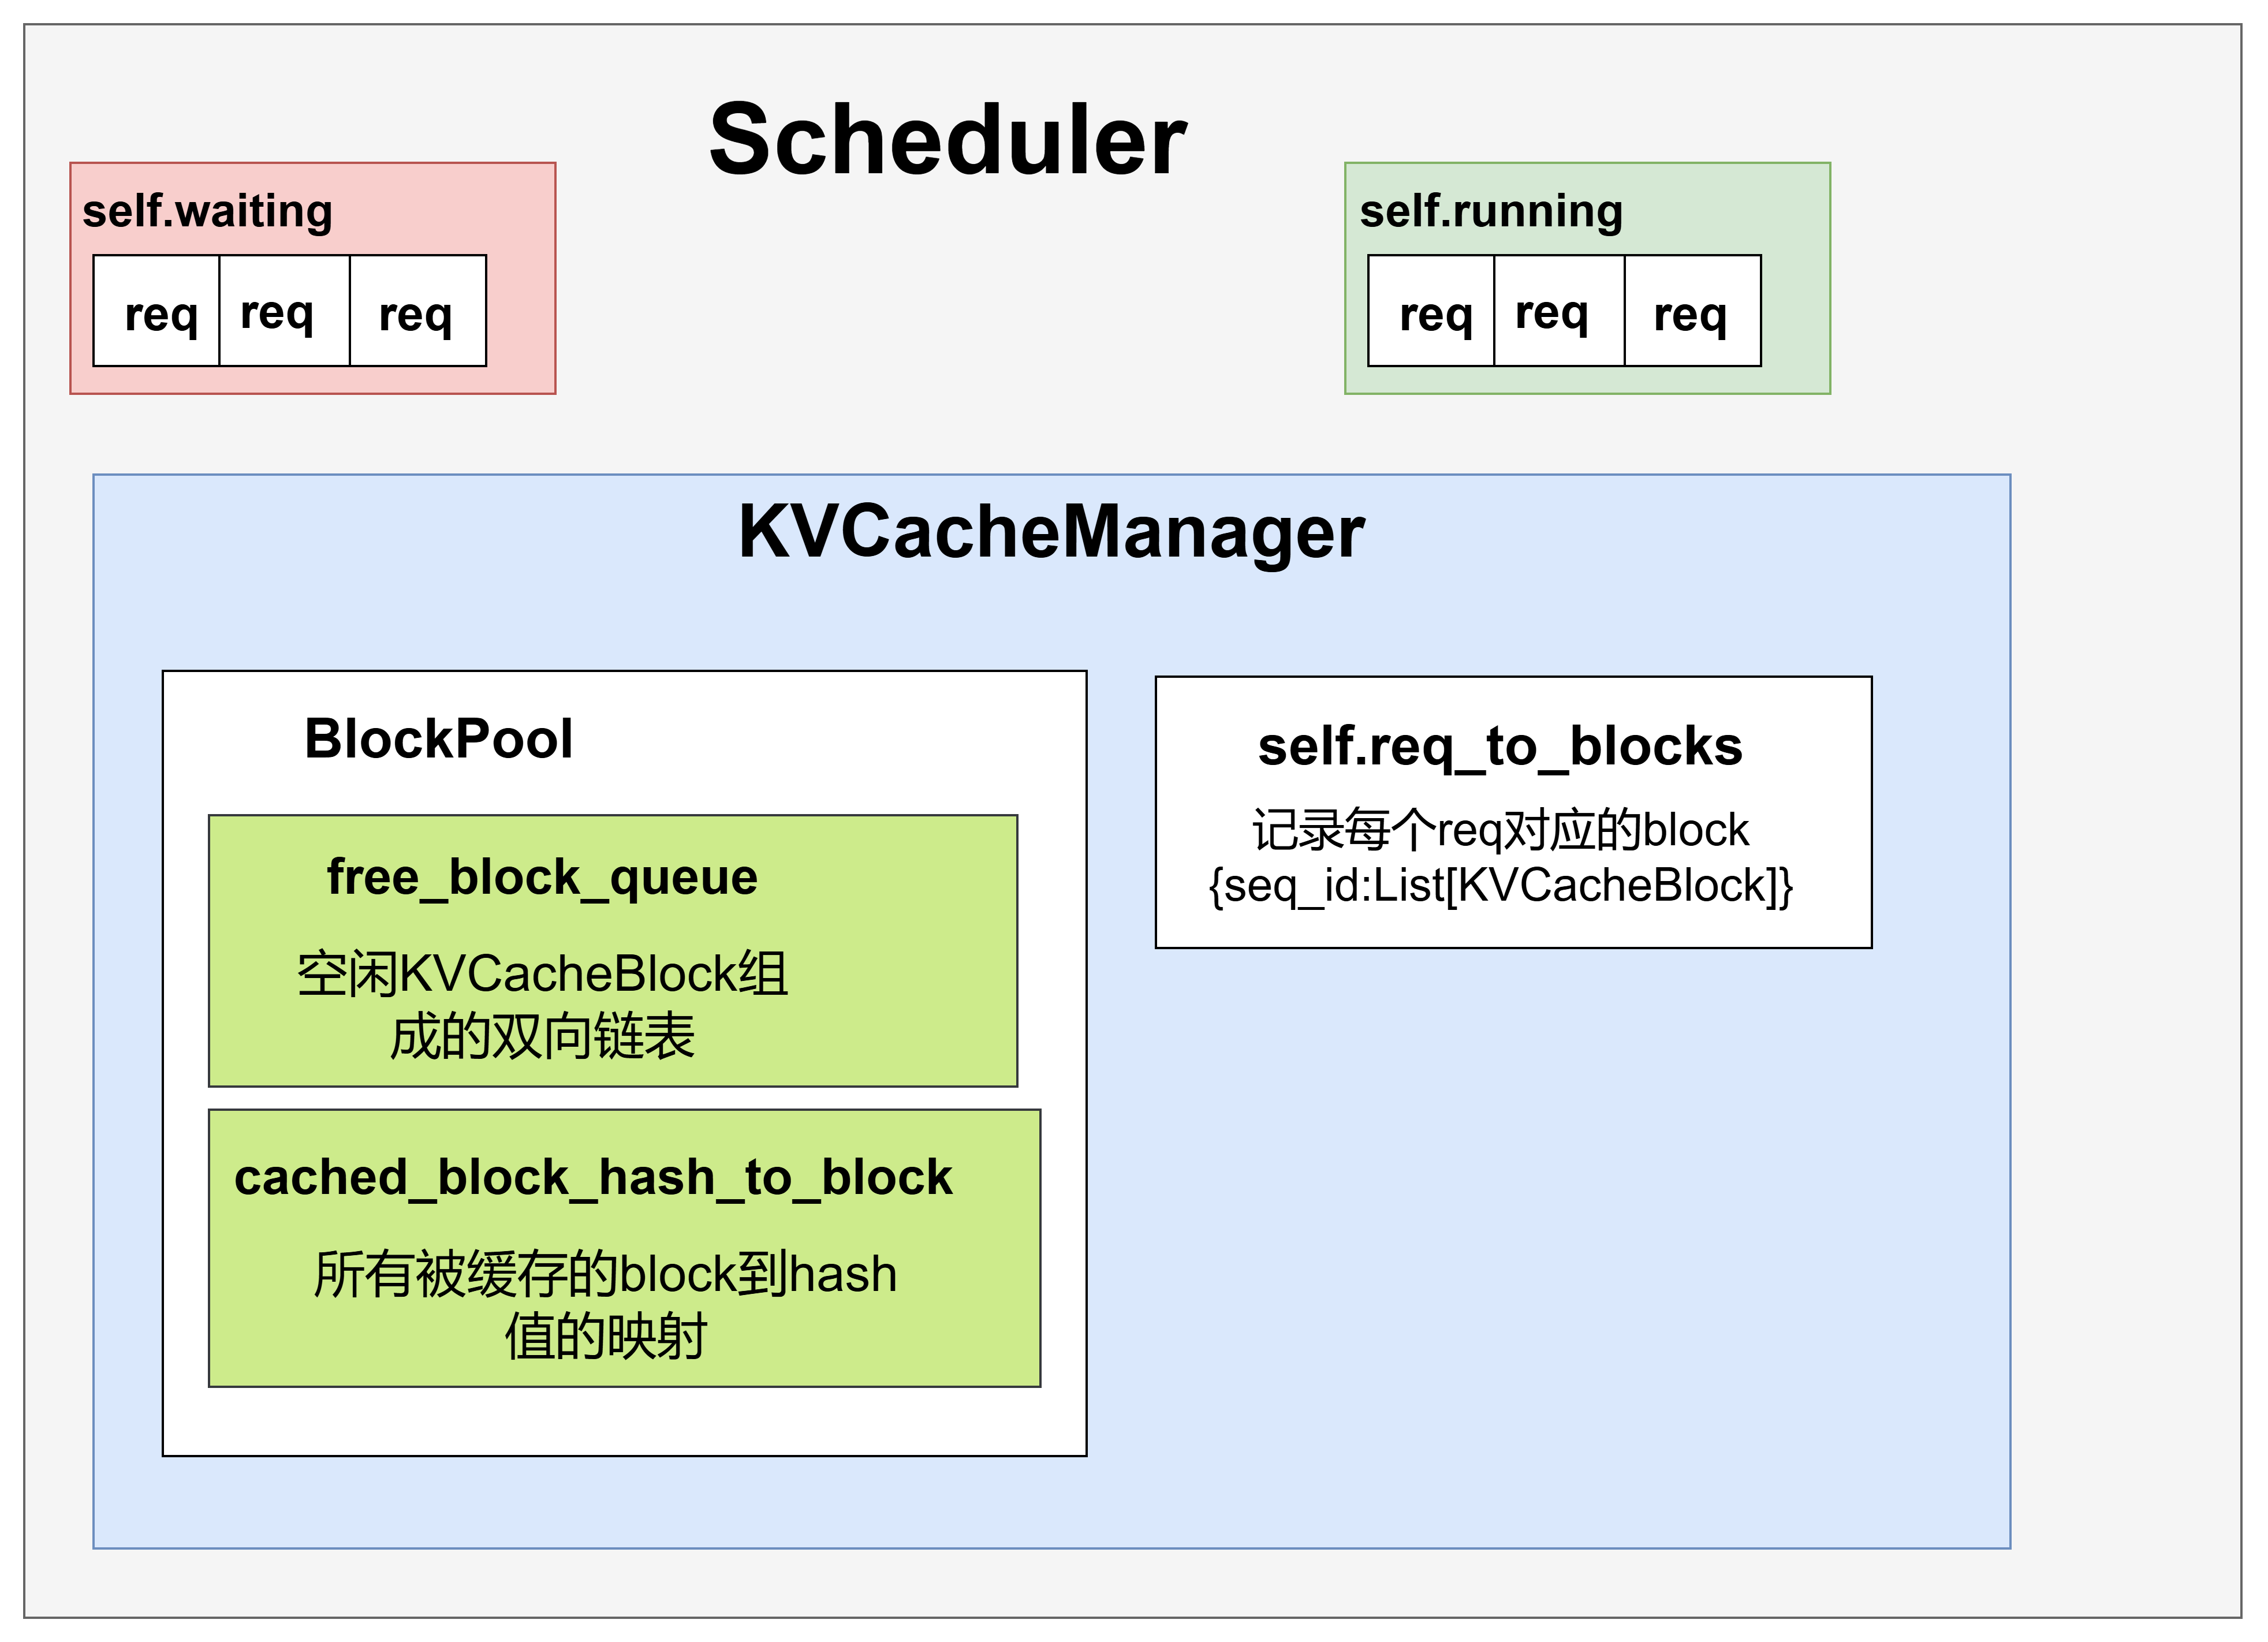 Scheduler
self.waiting
req req req
self.running
req req req
KVCacheManager
BlockPool
free_block_queue
空闲KVCacheBlock组
成的双向链表
cached_block_hash_to_block
所有被缓存的block到hash
值的映射
self.req_to_blocks
记录每个req对应的block
{seq_id:List[KVCacheBlock]}